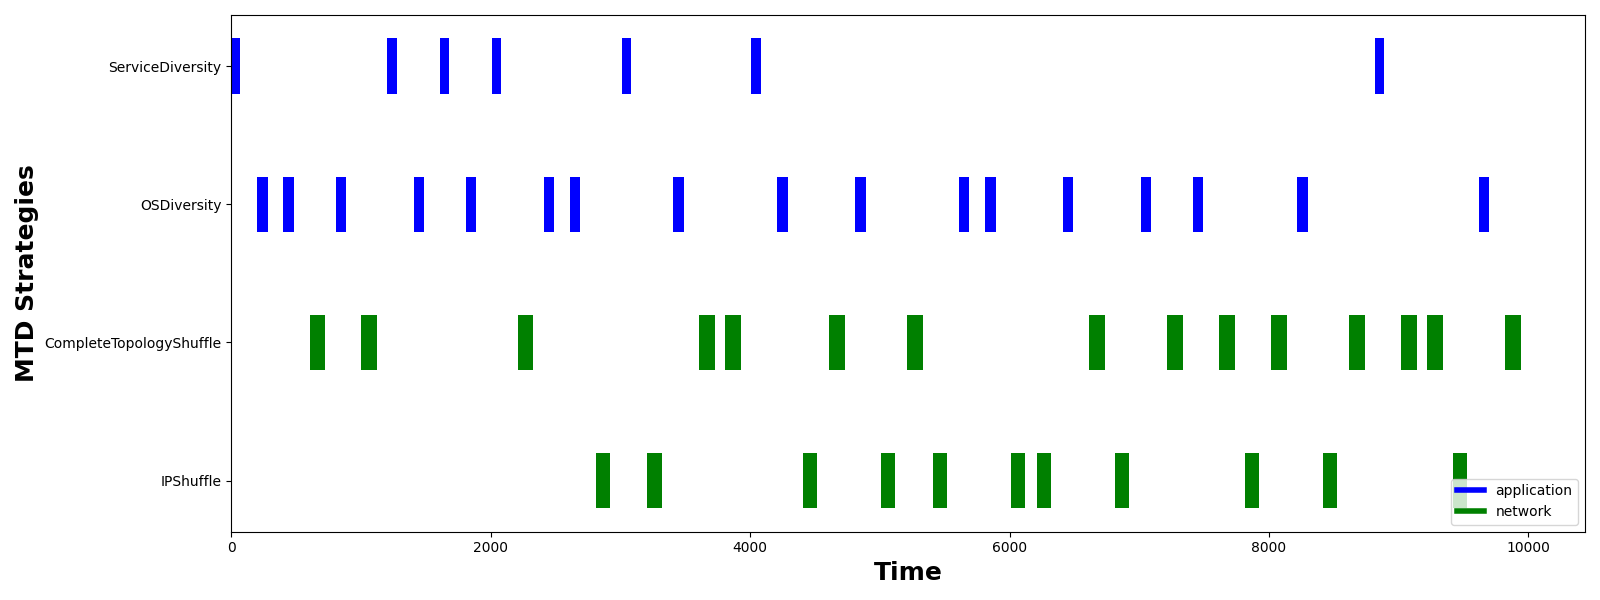 MTD Strategies
ServiceDiversity
OSDiversity
CompleteTopologyShuffle
IPShuffle
application
network
0 2000 4000 6000 8000 10000
Time